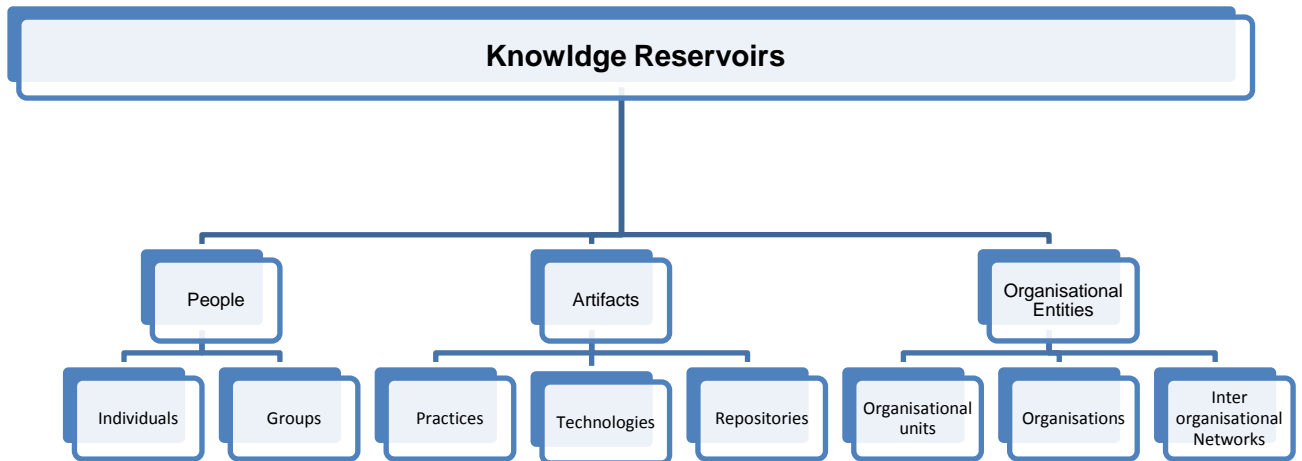 Knowldge Reservoirs
People
Artifacts
Organisational
Entities
Individuals
Groups
Practices
Technologies
Repositories
Organisational
units
Organisations
Inter
organisational
Networks